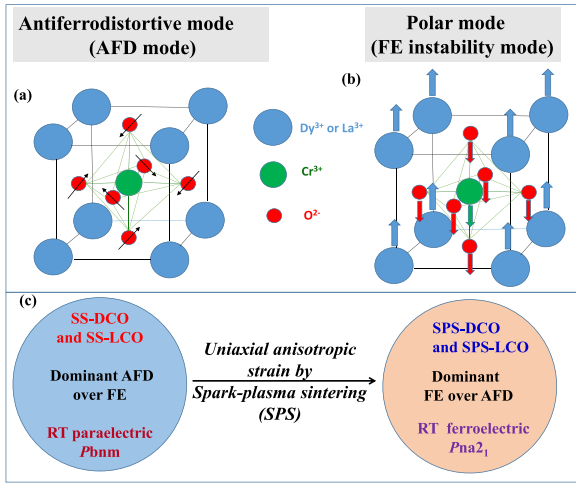 Antiferrodistortive mode
(AFD mode)
Polar mode
(FE instability mode)
(a)
(b)
Dy³⁺ or La³⁺
Cr³⁺
O²⁻
(c)
SS-DCO
and SS-LCO
Dominant AFD
over FE
RT paraelectric
Pbnm
Uniaxial anisotropic
strain by
Spark-plasma sintering
(SPS)
SPS-DCO
and SPS-LCO
Dominant
FE over AFD
RT ferroelectric
Pna2₁